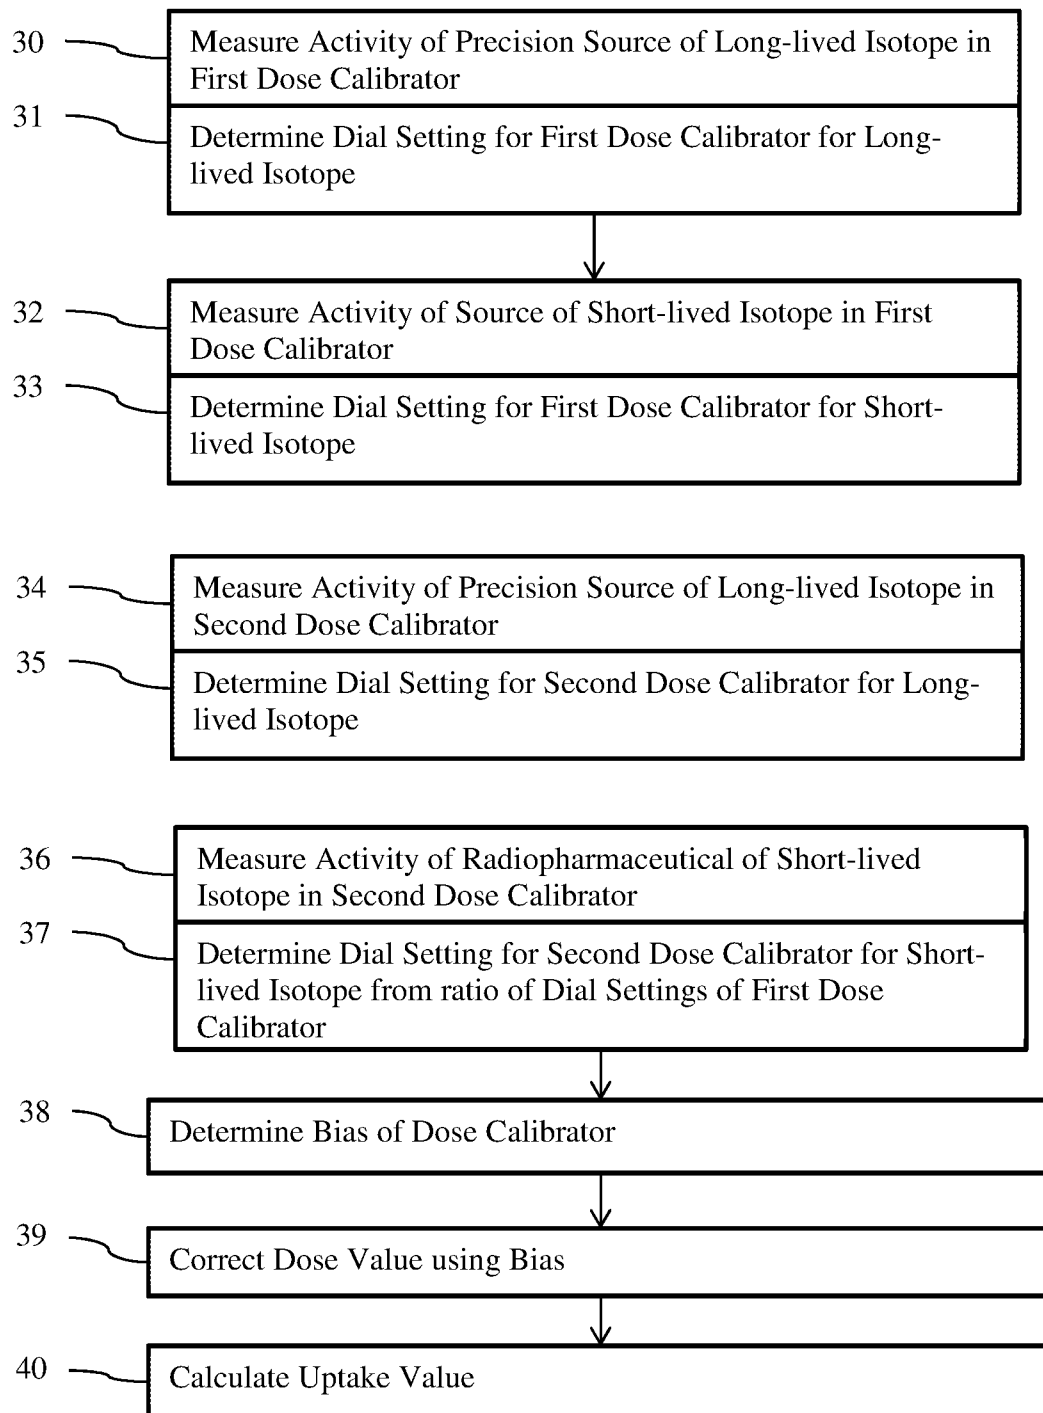 30
Measure Activity of Precision Source of Long-lived Isotope in
First Dose Calibrator
31
Determine Dial Setting for First Dose Calibrator for Long-
lived Isotope
32
Measure Activity of Source of Short-lived Isotope in First
Dose Calibrator
33
Determine Dial Setting for First Dose Calibrator for Short-
lived Isotope
34
Measure Activity of Precision Source of Long-lived Isotope in
Second Dose Calibrator
35
Determine Dial Setting for Second Dose Calibrator for Long-
lived Isotope
36
Measure Activity of Radiopharmaceutical of Short-lived
Isotope in Second Dose Calibrator
37
Determine Dial Setting for Second Dose Calibrator for Short-
lived Isotope from ratio of Dial Settings of First Dose
Calibrator
38
Determine Bias of Dose Calibrator
39
Correct Dose Value using Bias
40
Calculate Uptake Value